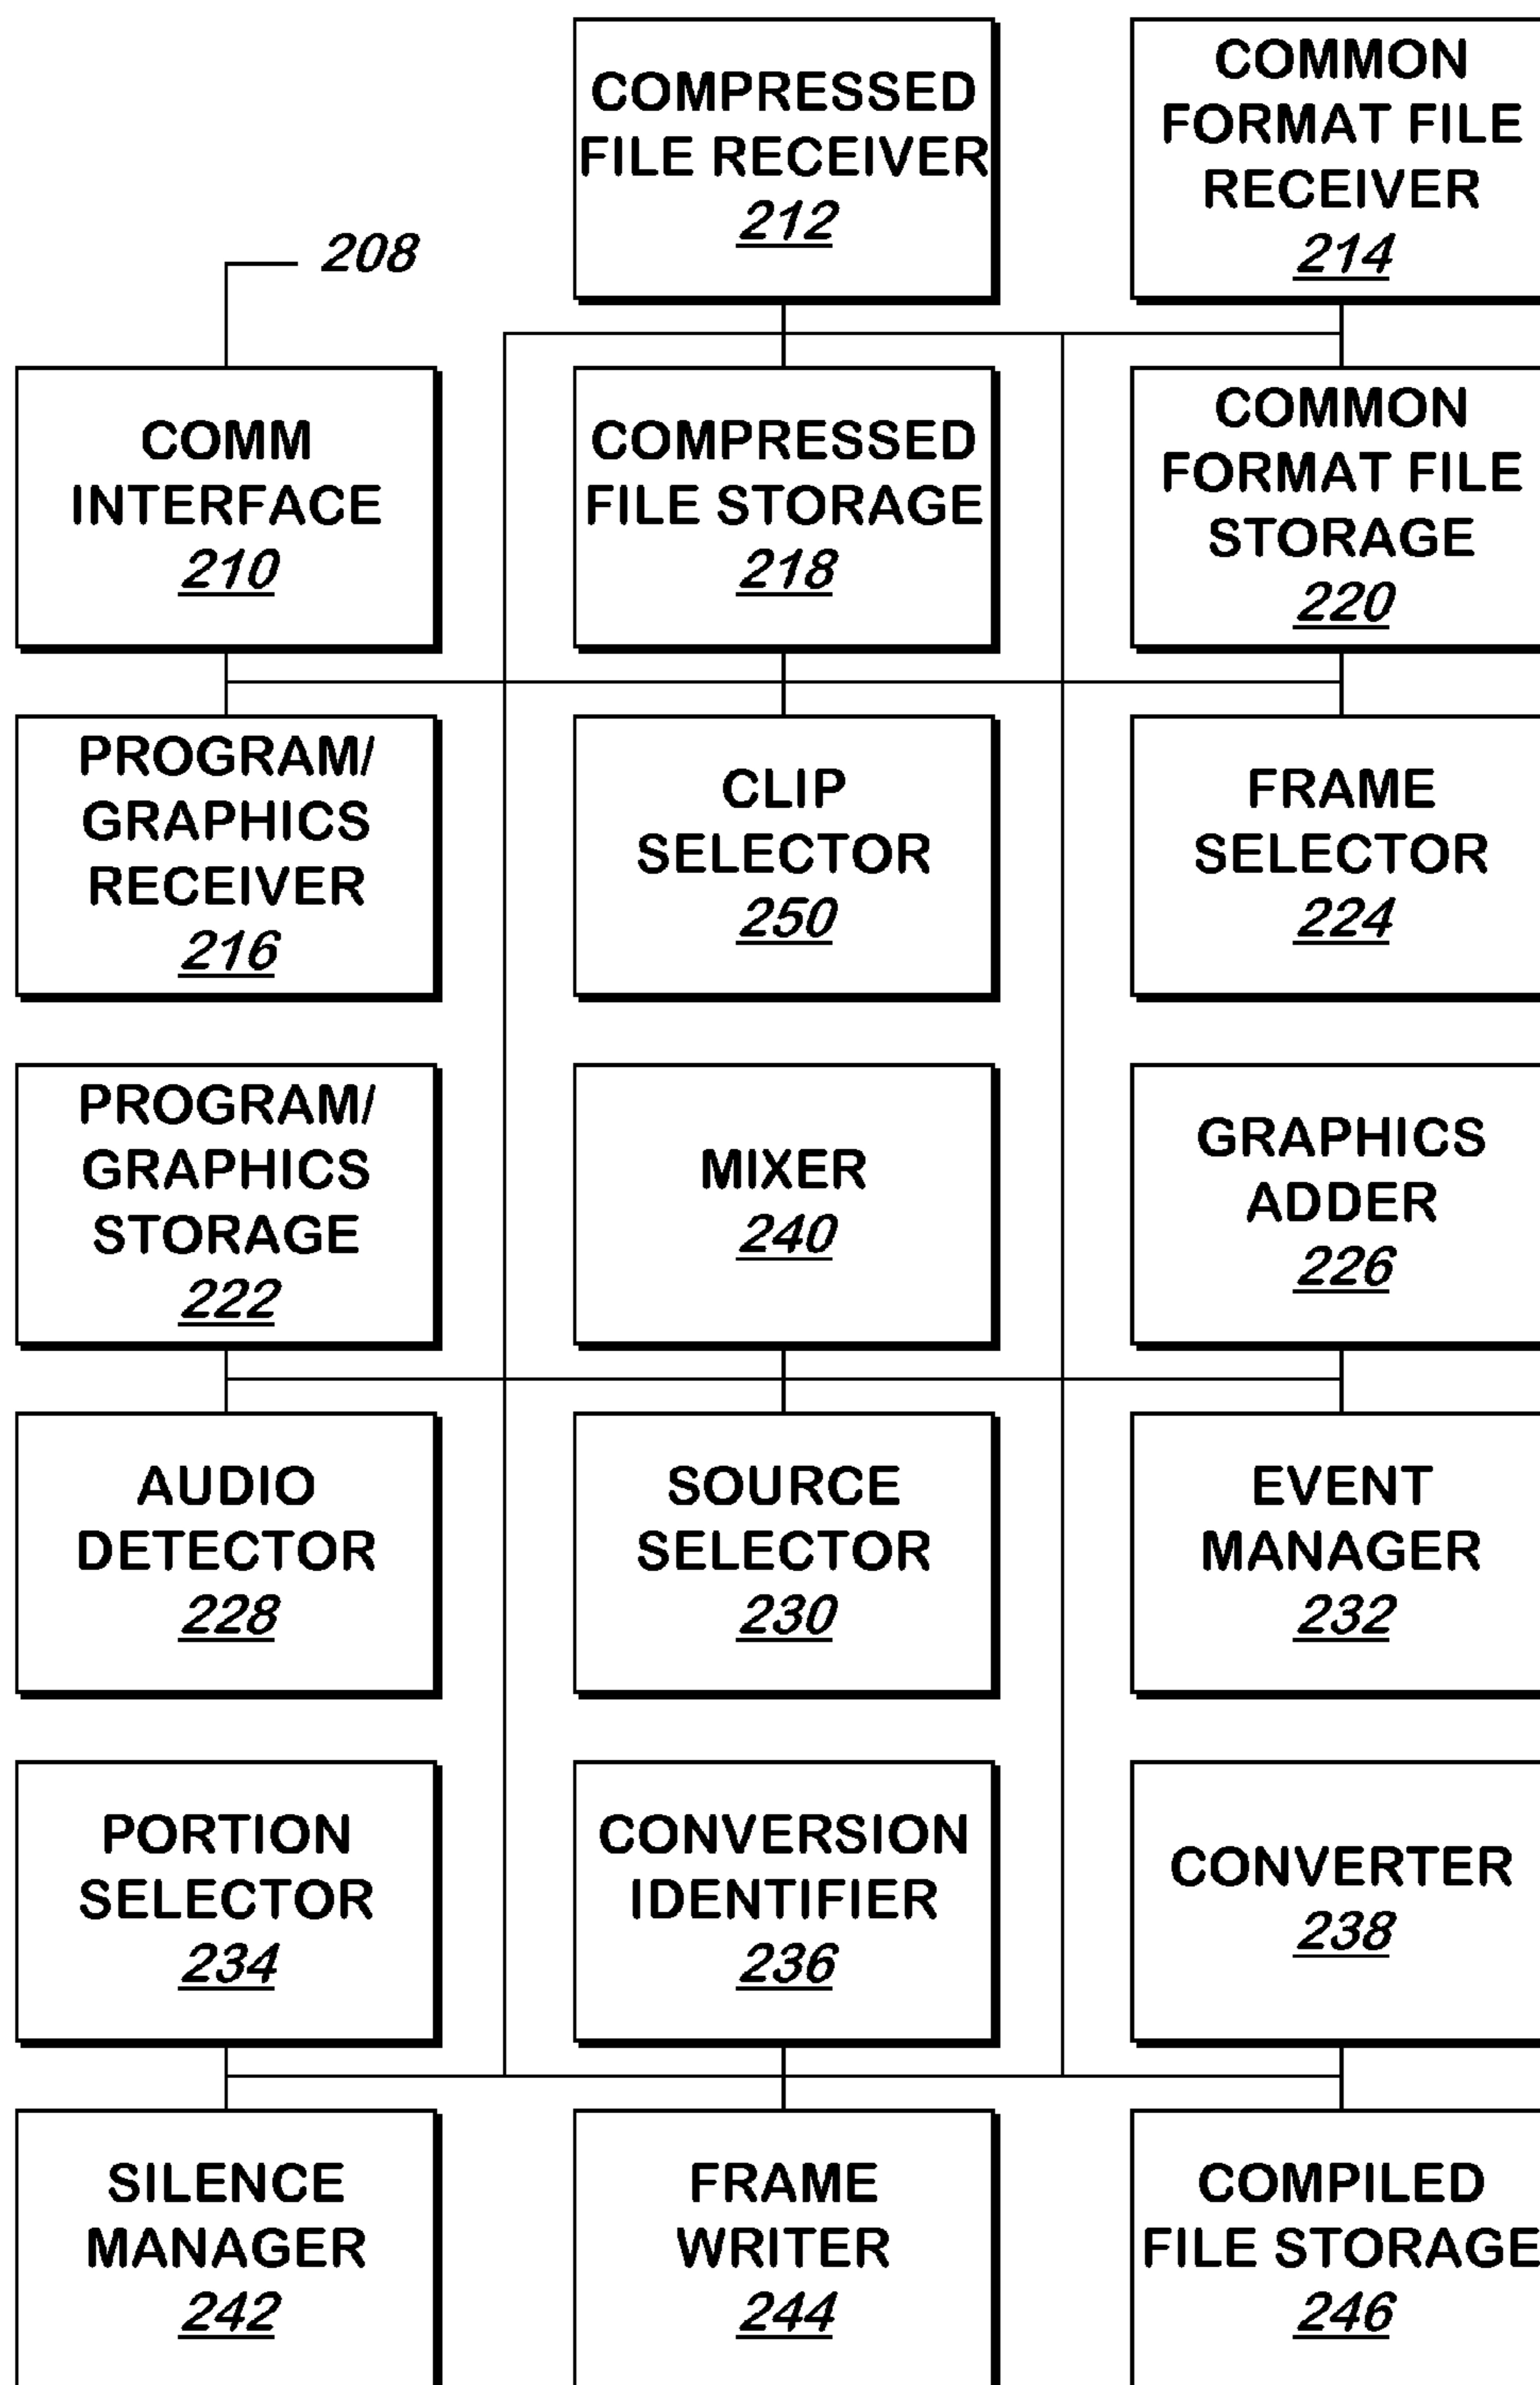 COMPRESSED
FILE RECEIVER
212
COMMON
FORMAT FILE
RECEIVER
214
208
COMM
INTERFACE
210
COMPRESSED
FILE STORAGE
218
COMMON
FORMAT FILE
STORAGE
220
PROGRAM/
GRAPHICS
RECEIVER
216
CLIP
SELECTOR
250
FRAME
SELECTOR
224
PROGRAM/
GRAPHICS
STORAGE
222
MIXER
240
GRAPHICS
ADDER
226
AUDIO
DETECTOR
228
SOURCE
SELECTOR
230
EVENT
MANAGER
232
PORTION
SELECTOR
234
CONVERSION
IDENTIFIER
236
CONVERTER
238
SILENCE
MANAGER
242
FRAME
WRITER
244
COMPILED
FILE STORAGE
246